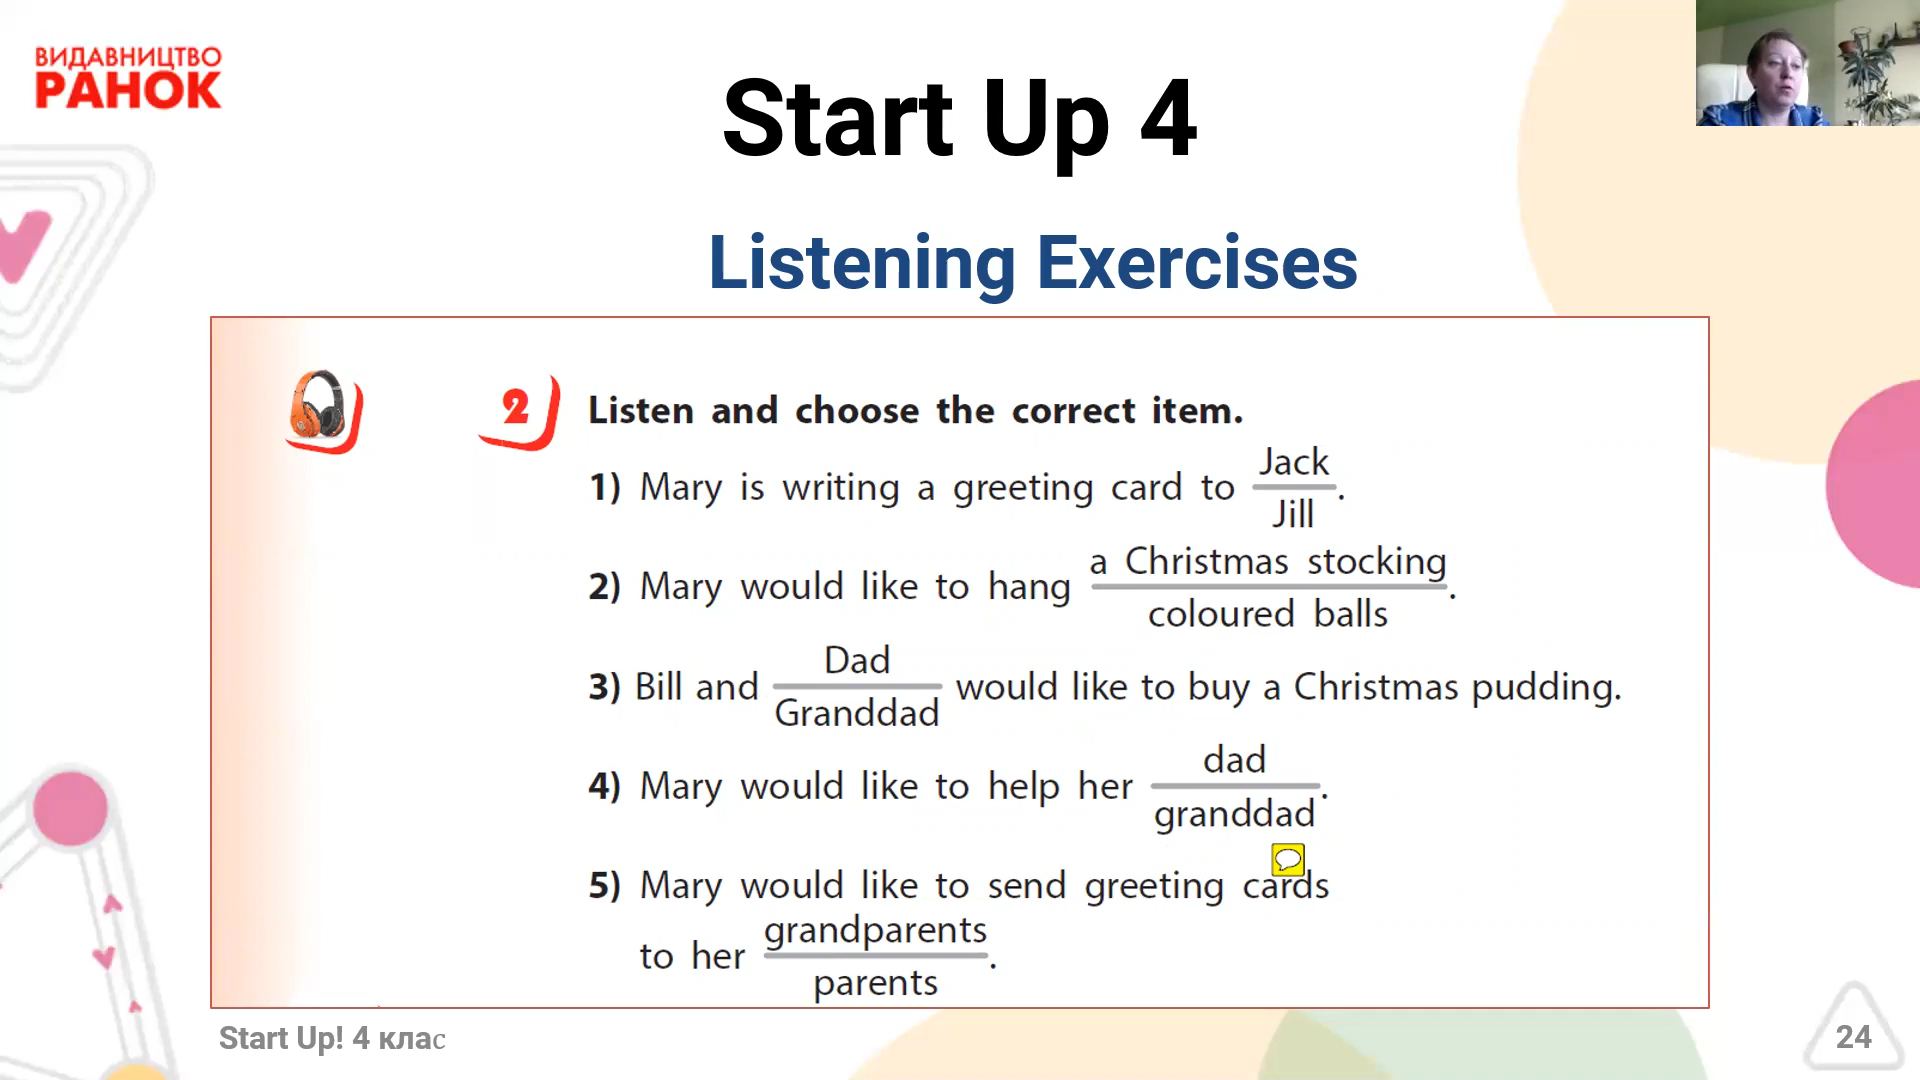 ВИДАВНИЦТВО
РАНОК
Start Up 4
Listening Exercises
2 Listen and choose the correct item.
1) Mary is writing a greeting card to Jack
Jill.
2) Mary would like to hang a Christmas stocking
coloured balls.
3) Bill and Dad
Granddad would like to buy a Christmas pudding.
4) Mary would like to help her dad
granddad.
5) Mary would like to send greeting cards
to her grandparents
parents.
Start Up! 4 клас
24